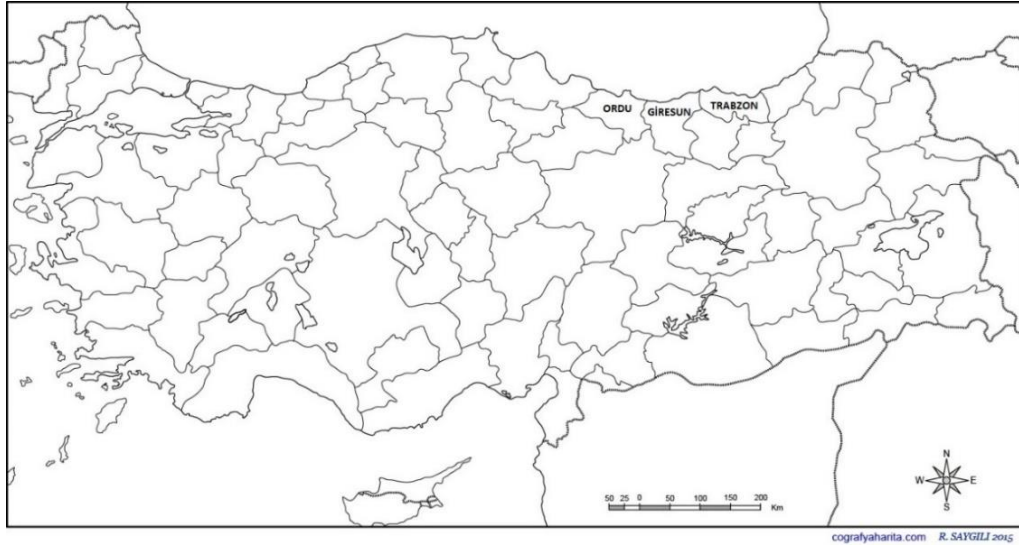 ORDU
GİRESUN
TRABZON
N
W E
S
50 25 0 50 100 150 200
Km
cografyaharita.com R. SAYGILI 2015